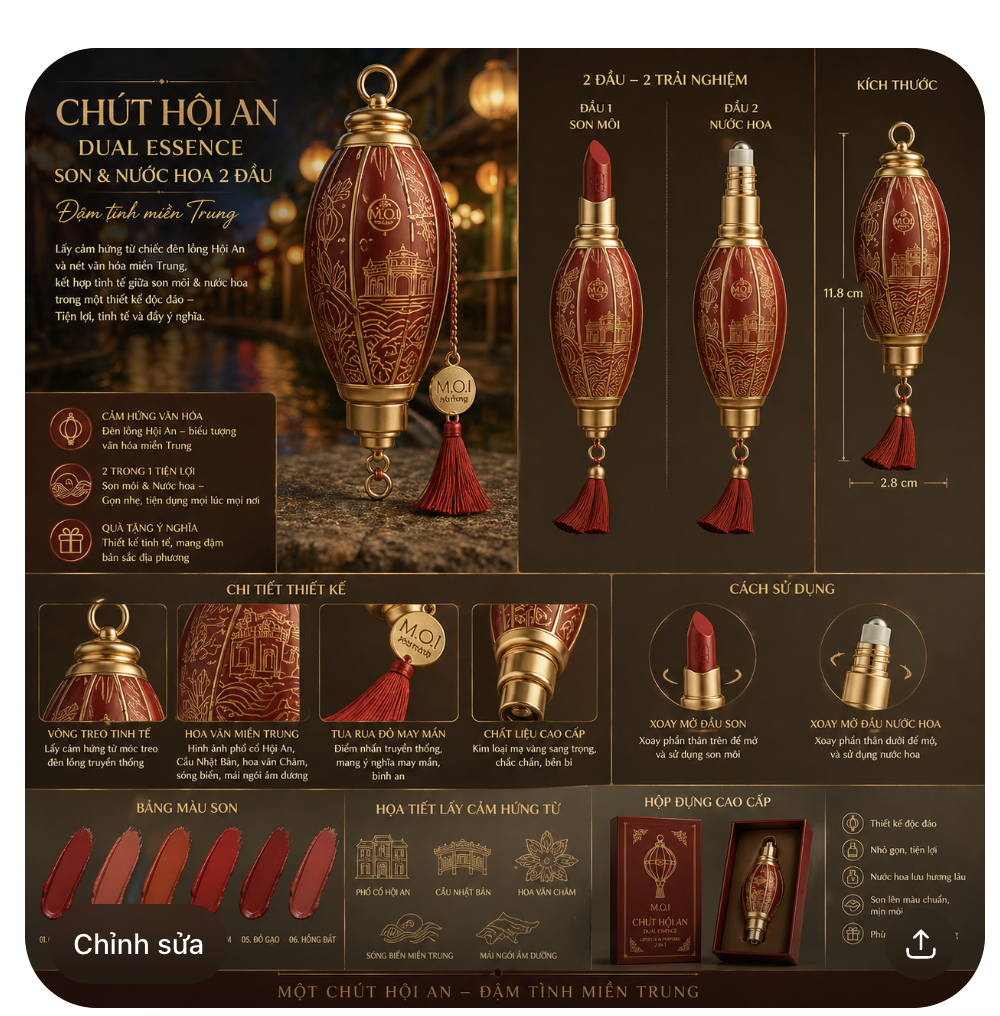 CHÚT HỘI AN
DUAL ESSENCE
SON & NƯỚC HOA 2 ĐẦU
Đậm tình miền Trung
Lấy cảm hứng từ chiếc đèn lồng Hội An
và nét văn hóa miền Trung,
kết hợp tinh tế giữa son môi & nước hoa
trong một thiết kế độc đáo –
Tiện lợi, tinh tế và đầy ý nghĩa.
CẢM HỨNG VĂN HÓA
Đèn lồng Hội An – biểu tượng
văn hóa miền Trung
2 TRONG 1 TIỆN LỢI
Son môi & Nước hoa –
Gọn nhẹ, tiện dụng mọi lúc mọi nơi
QUÀ TẶNG Ý NGHĨA
Thiết kế tinh tế, mang đậm
bản sắc địa phương
M.O.I
M.O.I
2 ĐẦU – 2 TRẢI NGHIỆM
ĐẦU 1
SON MÔI
ĐẦU 2
NƯỚC HOA
M.O.I
M.O.I
KÍCH THƯỚC
11.8 cm
2.8 cm
CHI TIẾT THIẾT KẾ
M.O.I
VÒNG TREO TINH TẾ
Lấy cảm hứng từ móc treo
đèn lồng truyền thống
HOA VĂN MIỀN TRUNG
Hình ảnh phố cổ Hội An,
Cầu Nhật Bản, hoa văn Chăm,
sóng biển, mái ngói âm dương
TUA RUA ĐỎ MAY MẮN
Điểm nhấn truyền thống,
mang ý nghĩa may mắn,
bình an
CHẤT LIỆU CAO CẤP
Kim loại mạ vàng sang trọng,
chắc chắn, bền bỉ
CÁCH SỬ DỤNG
XOAY MỞ ĐẦU SON
Xoay phần thân trên để mở
và sử dụng son môi
XOAY MỞ ĐẦU NƯỚC HOA
Xoay phần thân dưới để mở,
và sử dụng nước hoa
BẢNG MÀU SON
01.
05. ĐỎ GẠO
06. HỒNG ĐẤT
HỌA TIẾT LẤY CẢM HỨNG TỪ
PHỐ CỔ HỘI AN
CẦU NHẬT BẢN
HOA VĂN CHĂM
SÓNG BIỂN MIỀN TRUNG
MÁI NGÓI ÂM DƯƠNG
HỘP ĐỰNG CAO CẤP
M.O.I
CHÚT HỘI AN
DUAL ESSENCE
Thiết kế độc đáo
Nhỏ gọn, tiện lợi
Nước hoa lưu hương lâu
Son lên màu chuẩn,
mịn môi
Phù
Chỉnh sửa
MỘT CHÚT HỘI AN – ĐẬM TÌNH MIỀN TRUNG